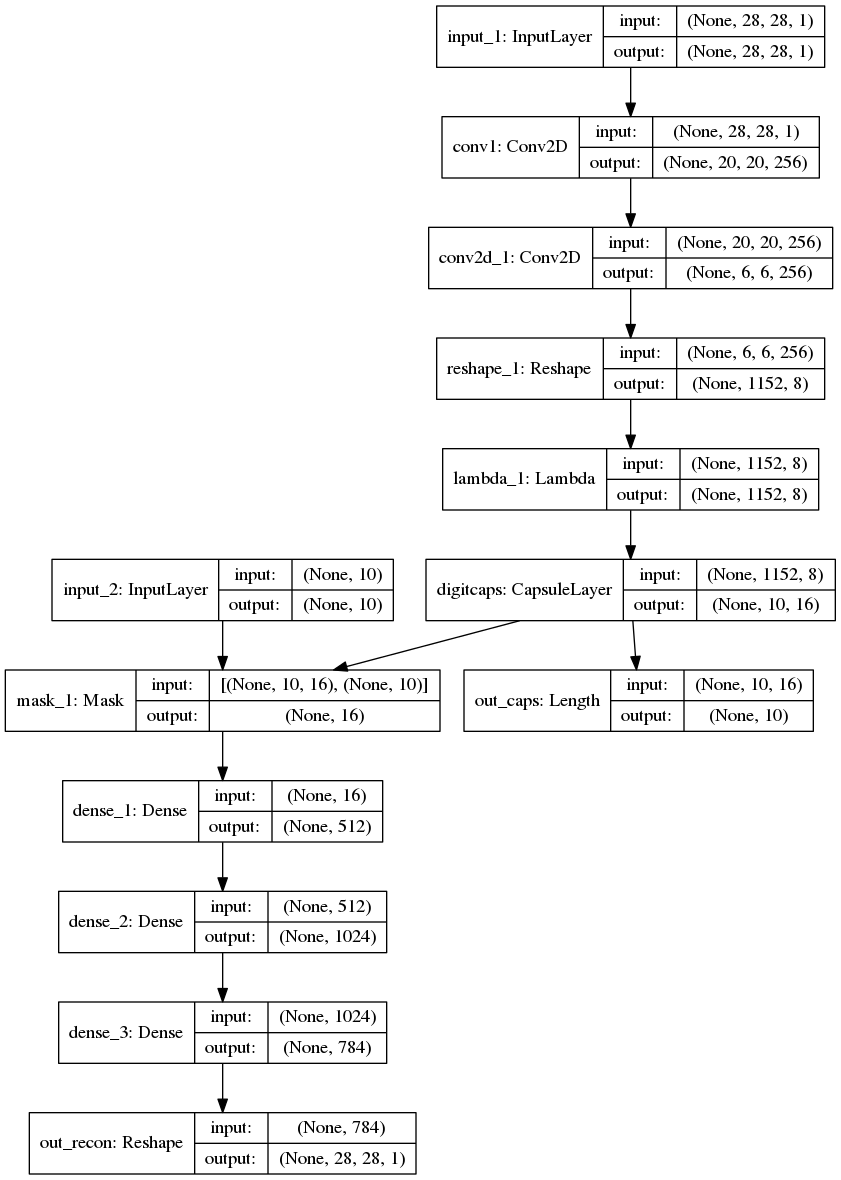 input_1: InputLayer
input: (None, 28, 28, 1)
output: (None, 28, 28, 1)
conv1: Conv2D
input: (None, 28, 28, 1)
output: (None, 20, 20, 256)
conv2d_1: Conv2D
input: (None, 20, 20, 256)
output: (None, 6, 6, 256)
reshape_1: Reshape
input: (None, 6, 6, 256)
output: (None, 1152, 8)
lambda_1: Lambda
input: (None, 1152, 8)
output: (None, 1152, 8)
input_2: InputLayer
input: (None, 10)
output: (None, 10)
digitcaps: CapsuleLayer
input: (None, 1152, 8)
output: (None, 10, 16)
mask_1: Mask
input: [(None, 10, 16), (None, 10)]
output: (None, 16)
out_caps: Length
input: (None, 10, 16)
output: (None, 10)
dense_1: Dense
input: (None, 16)
output: (None, 512)
dense_2: Dense
input: (None, 512)
output: (None, 1024)
dense_3: Dense
input: (None, 1024)
output: (None, 784)
out_recon: Reshape
input: (None, 784)
output: (None, 28, 28, 1)